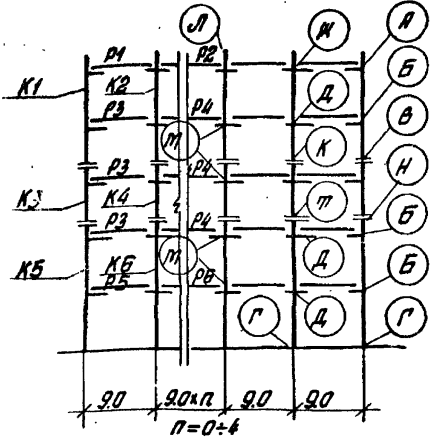 Л Ж А
Р1 Р2
К1 К2 Д Б
Р3 Р4
М К В
Р3 Р4 Н
К3 К4 Т
Р3 Р4 Б
М Д
К5 К6 Б
Р5 Р6
Г Д Г
9.0 9.0×п 9.0 9.0
п=0÷4